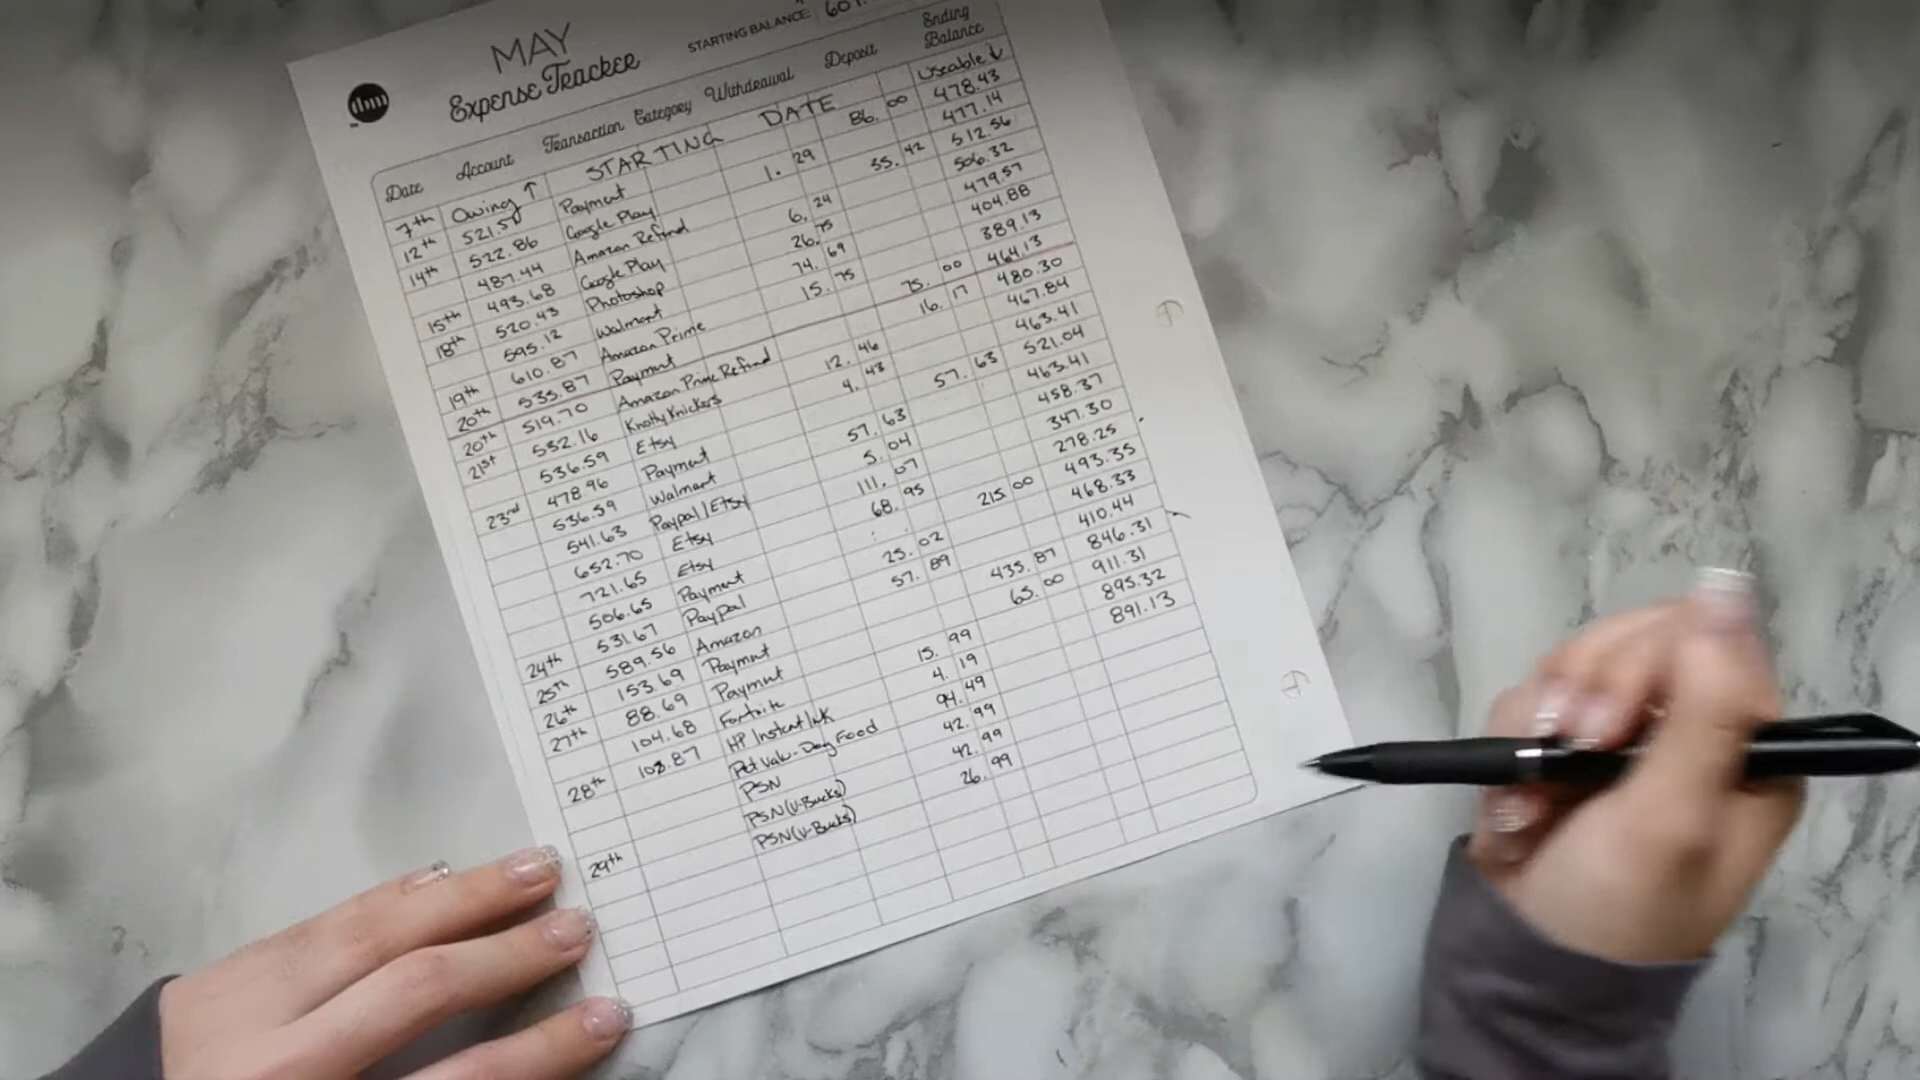 MAY
Expense Tracker
STARTING BALANCE: 601.
Date Account Transaction Category Withdrawal Deposit Ending Balance
7th Owing ↑ STARTING DATE Useable ↓
12th 521.57 Payment 86.00 478.43
14th 522.86 Google Play 1.29 477.14
487.44 Amazon Refund 35.42 512.56
15th 493.68 Google Play 6.24 506.32
18th 520.43 Photoshop 26.75 479.57
595.12 Walmart 74.69 404.88
19th 610.87 Amazon Prime 15.75 389.13
20th 535.87 Payment 75.00 464.13
20th 519.70 Amazon Prime Refund 16.17 480.30
21st 532.16 Knotty Knickers 12.46 467.84
536.59 Etsy 4.43 463.41
23rd 478.96 Payment 57.63 521.04
536.59 Walmart 57.63 463.41
541.63 Paypal/Etsy 5.04 458.37
652.70 Etsy 111.07 347.30
721.65 Etsy 68.95 278.25
506.65 Payment 215.00 493.35
24th 531.67 Paypal 25.02 468.33
25th 589.56 Amazon 57.89 410.44
26th 153.69 Payment 435.87 846.31
27th 88.69 Payment 65.00 911.31
104.68 Fortnite 15.99 895.32
28th 108.87 HP Instant Ink 4.19 891.13
Pet Valu - Dog Food 94.49
PSN 42.99
29th PSN (V-Bucks) 42.99
PSN (V-Bucks) 26.99